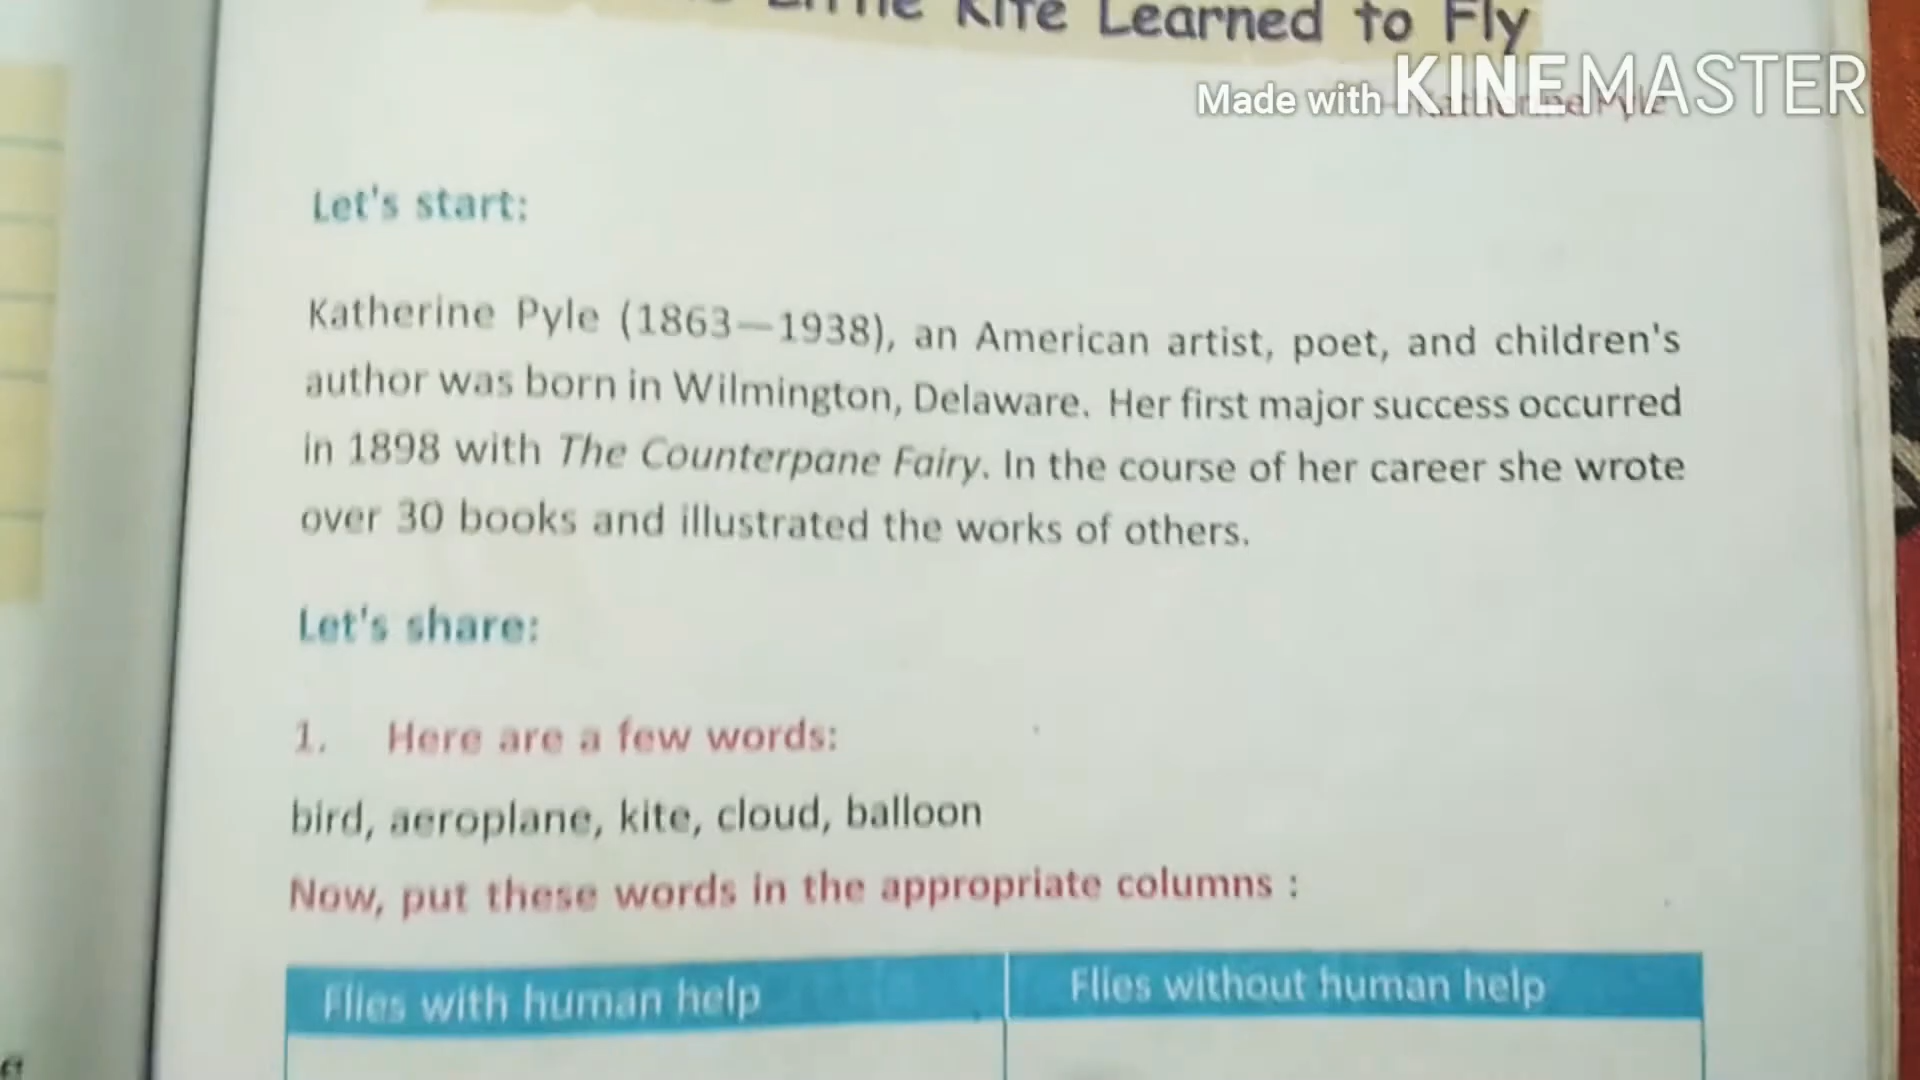 Little Kite Learned to Fly
Made with KINEMASTER
Katherine Pyle
Let's start:
Katherine Pyle (1863—1938), an American artist, poet, and children's
author was born in Wilmington, Delaware. Her first major success occurred
in 1898 with The Counterpane Fairy. In the course of her career she wrote
over 30 books and illustrated the works of others.
Let's share:
1. Here are a few words:
bird, aeroplane, kite, cloud, balloon
Now, put these words in the appropriate columns :
Flies with human help
Flies without human help